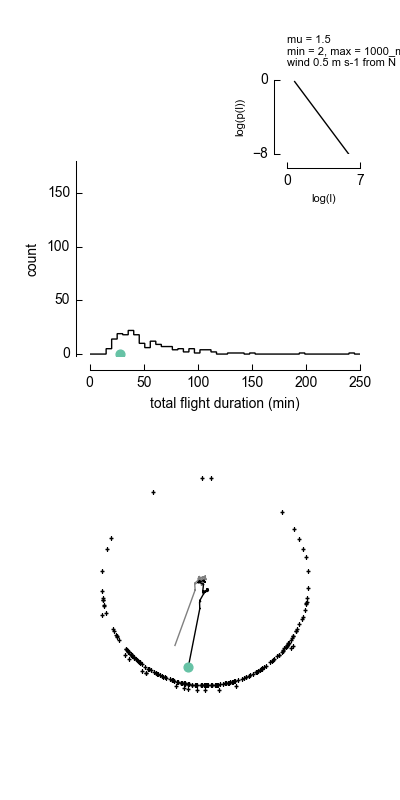 mu = 1.5
min = 2, max = 1000_m
wind 0.5 m s-1 from N
0
log(p(l))
−8
0 7
log(l)
150
100
count
50
0
0 50 100 150 200 250
total flight duration (min)